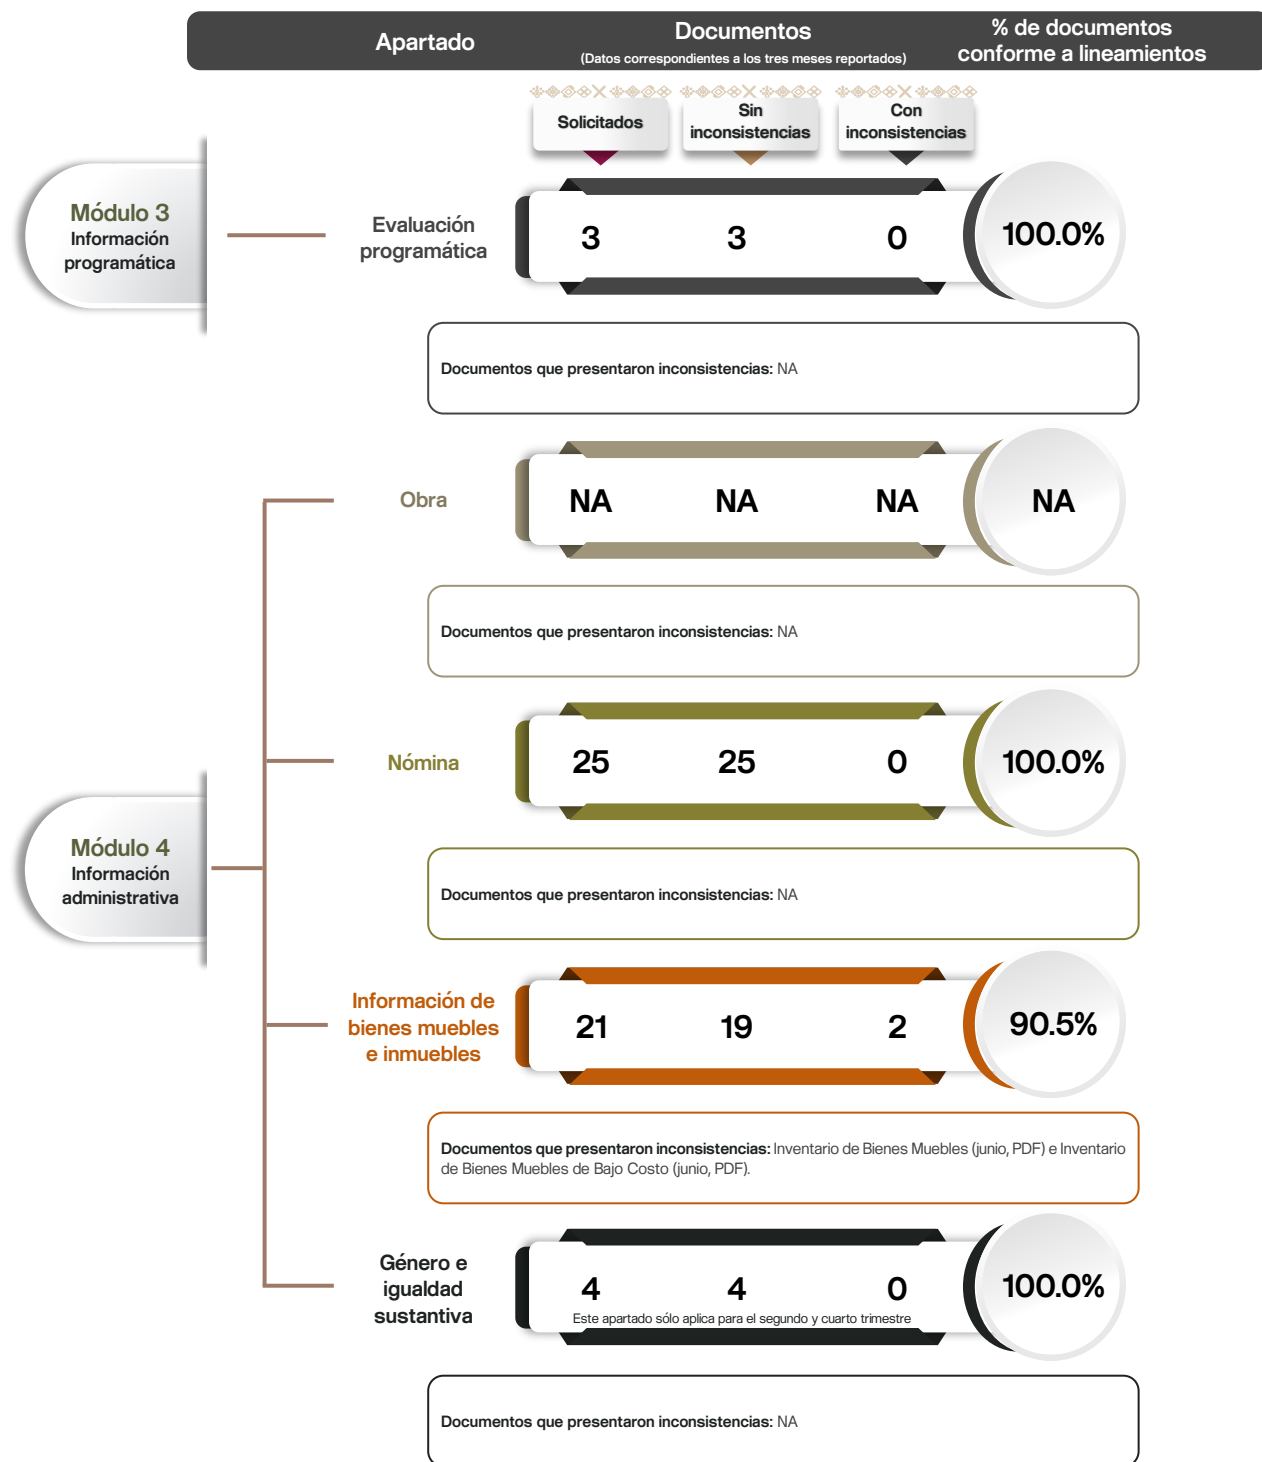 Apartado
Documentos
(Datos correspondientes a los tres meses reportados)
% de documentos
conforme a lineamientos
Solicitados
Sin
inconsistencias
Con
inconsistencias
Módulo 3
Información
programática
Evaluación
programática
3 3 0 100.0%
Documentos que presentaron inconsistencias: NA
Obra
NA NA NA NA
Documentos que presentaron inconsistencias: NA
Módulo 4
Información
administrativa
Nómina
25 25 0 100.0%
Documentos que presentaron inconsistencias: NA
Información de
bienes muebles
e inmuebles
21 19 2 90.5%
Documentos que presentaron inconsistencias: Inventario de Bienes Muebles (junio, PDF) e Inventario
de Bienes Muebles de Bajo Costo (junio, PDF).
Género e
igualdad
sustantiva
4 4 0 100.0%
Este apartado sólo aplica para el segundo y cuarto trimestre
Documentos que presentaron inconsistencias: NA